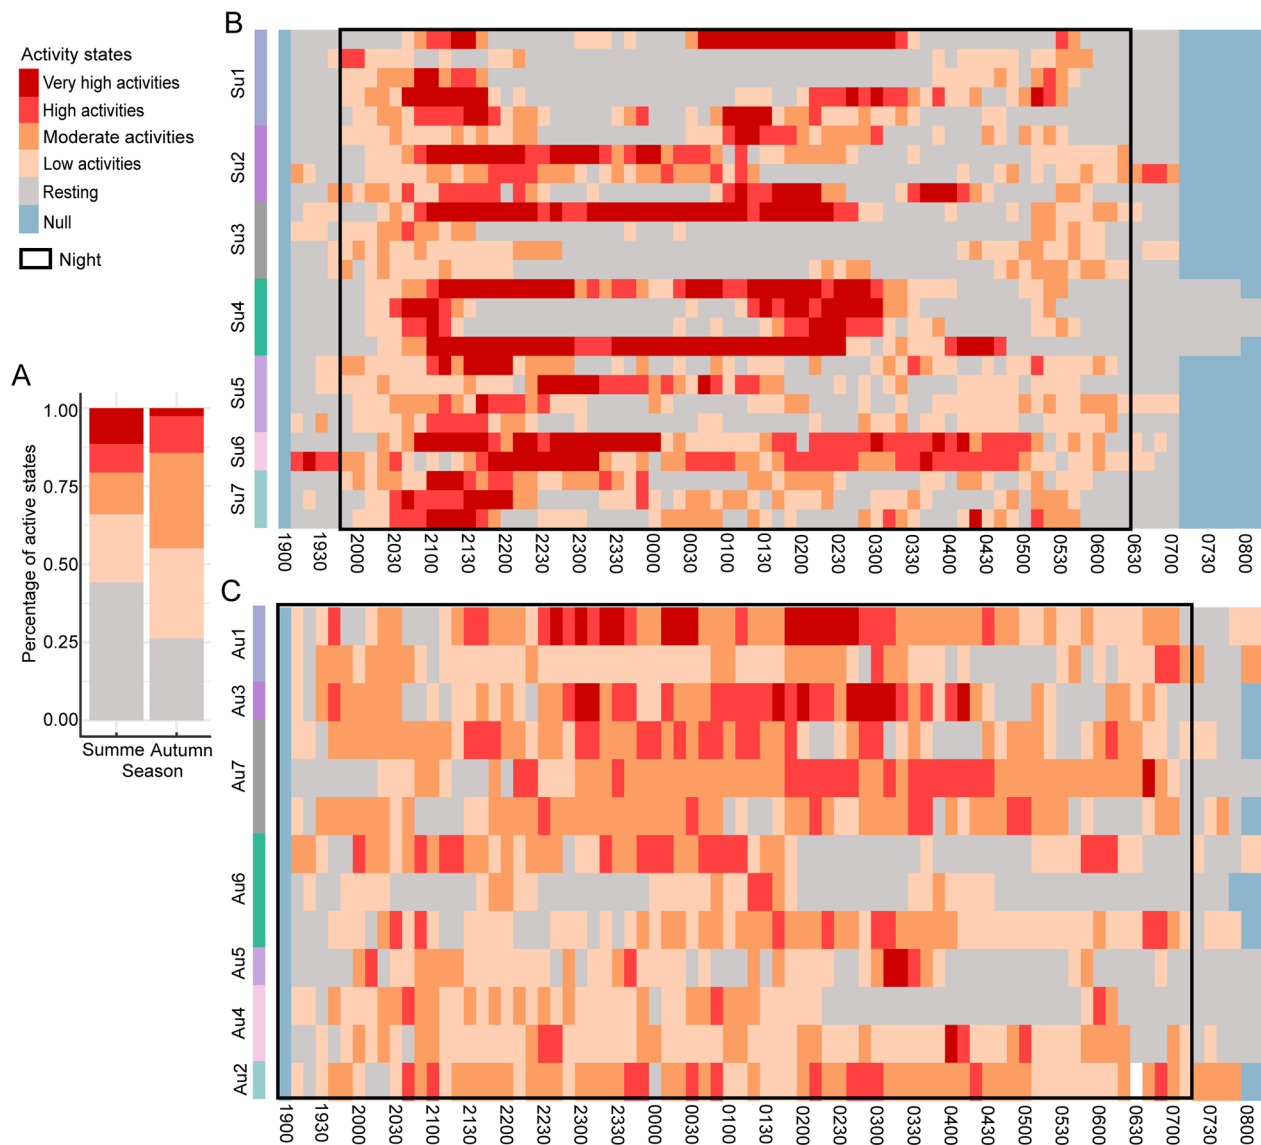 B
Activity states
Very high activities
High activities
Moderate activities
Low activities
Resting
Null
Night
Su1
Su2
Su3
Su4
Su5
Su6
Su7
1900 1930 2000 2030 2100 2130 2200 2230 2300 2330 0000 0030 0100 0130 0200 0230 0300 0330 0400 0430 0500 0530 0600 0630 0700 0730 0800
A
Percentage of active states
1.00
0.75
0.50
0.25
0.00
Summe Autumn
Season
C
Au1
Au3
Au7
Au6
Au5
Au4
Au2
1900 1930 2000 2030 2100 2130 2200 2230 2300 2330 0000 0030 0100 0130 0200 0230 0300 0330 0400 0430 0500 0530 0600 0630 0700 0730 0800